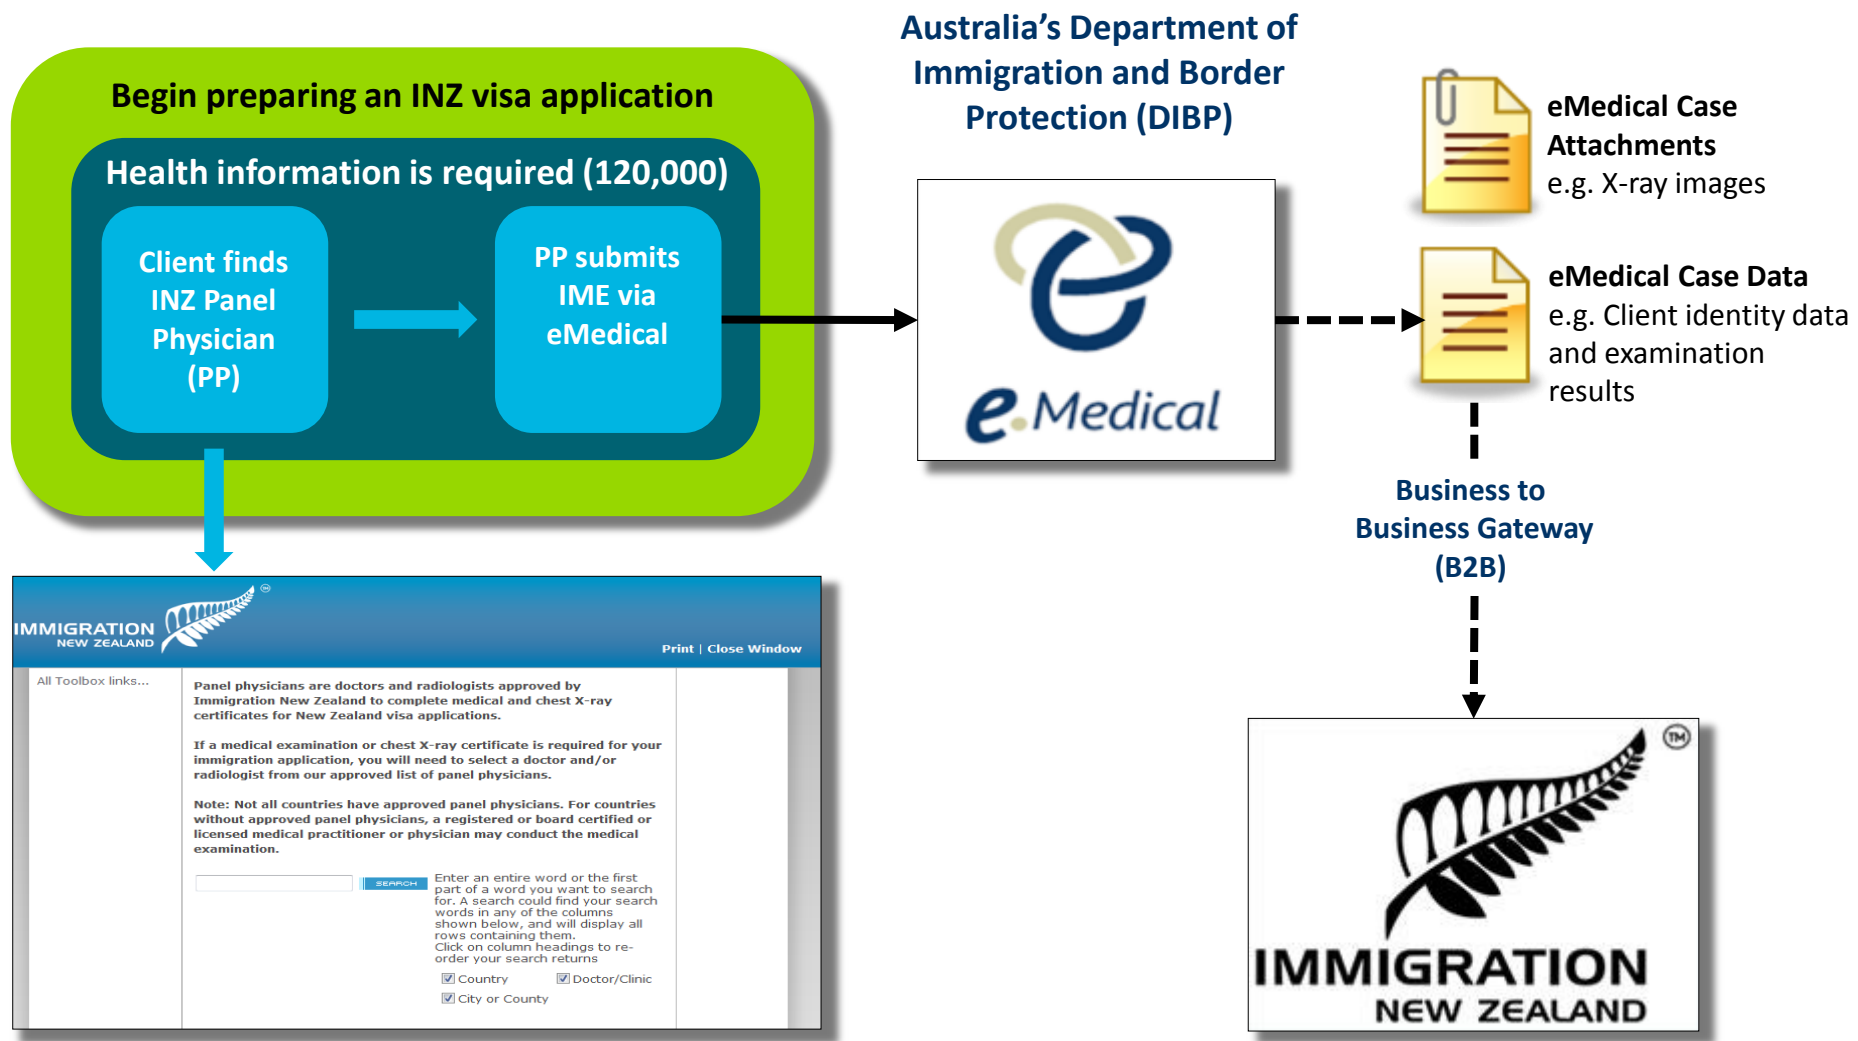 Begin preparing an INZ visa application
Health information is required (120,000)
Client finds
INZ Panel
Physician
(PP)
PP submits
IME via
eMedical
Australia’s Department of
Immigration and Border
Protection (DIBP)
e.Medical
eMedical Case
Attachments
e.g. X-ray images
eMedical Case Data
e.g. Client identity data
and examination
results
Business to
Business Gateway
(B2B)
IMMIGRATION
NEW ZEALAND
TM
Print | Close Window
All Toolbox links...
Panel physicians are doctors and radiologists approved by
Immigration New Zealand to complete medical and chest X-ray
certificates for New Zealand visa applications.
If a medical examination or chest X-ray certificate is required for your
immigration application, you will need to select a doctor and/or
radiologist from our approved list of panel physicians.
Note: Not all countries have approved panel physicians. For countries
without approved panel physicians, a registered or board certified or
licensed medical practitioner or physician may conduct the medical
examination.
SEARCH
Enter an entire word or the first
part of a word you want to search
for. A search could find your search
words in any of the columns
shown below, and will display all
rows containing them.
Click on column headings to re-
order your search returns
Country
Doctor/Clinic
City or County
TM
IMMIGRATION
NEW ZEALAND